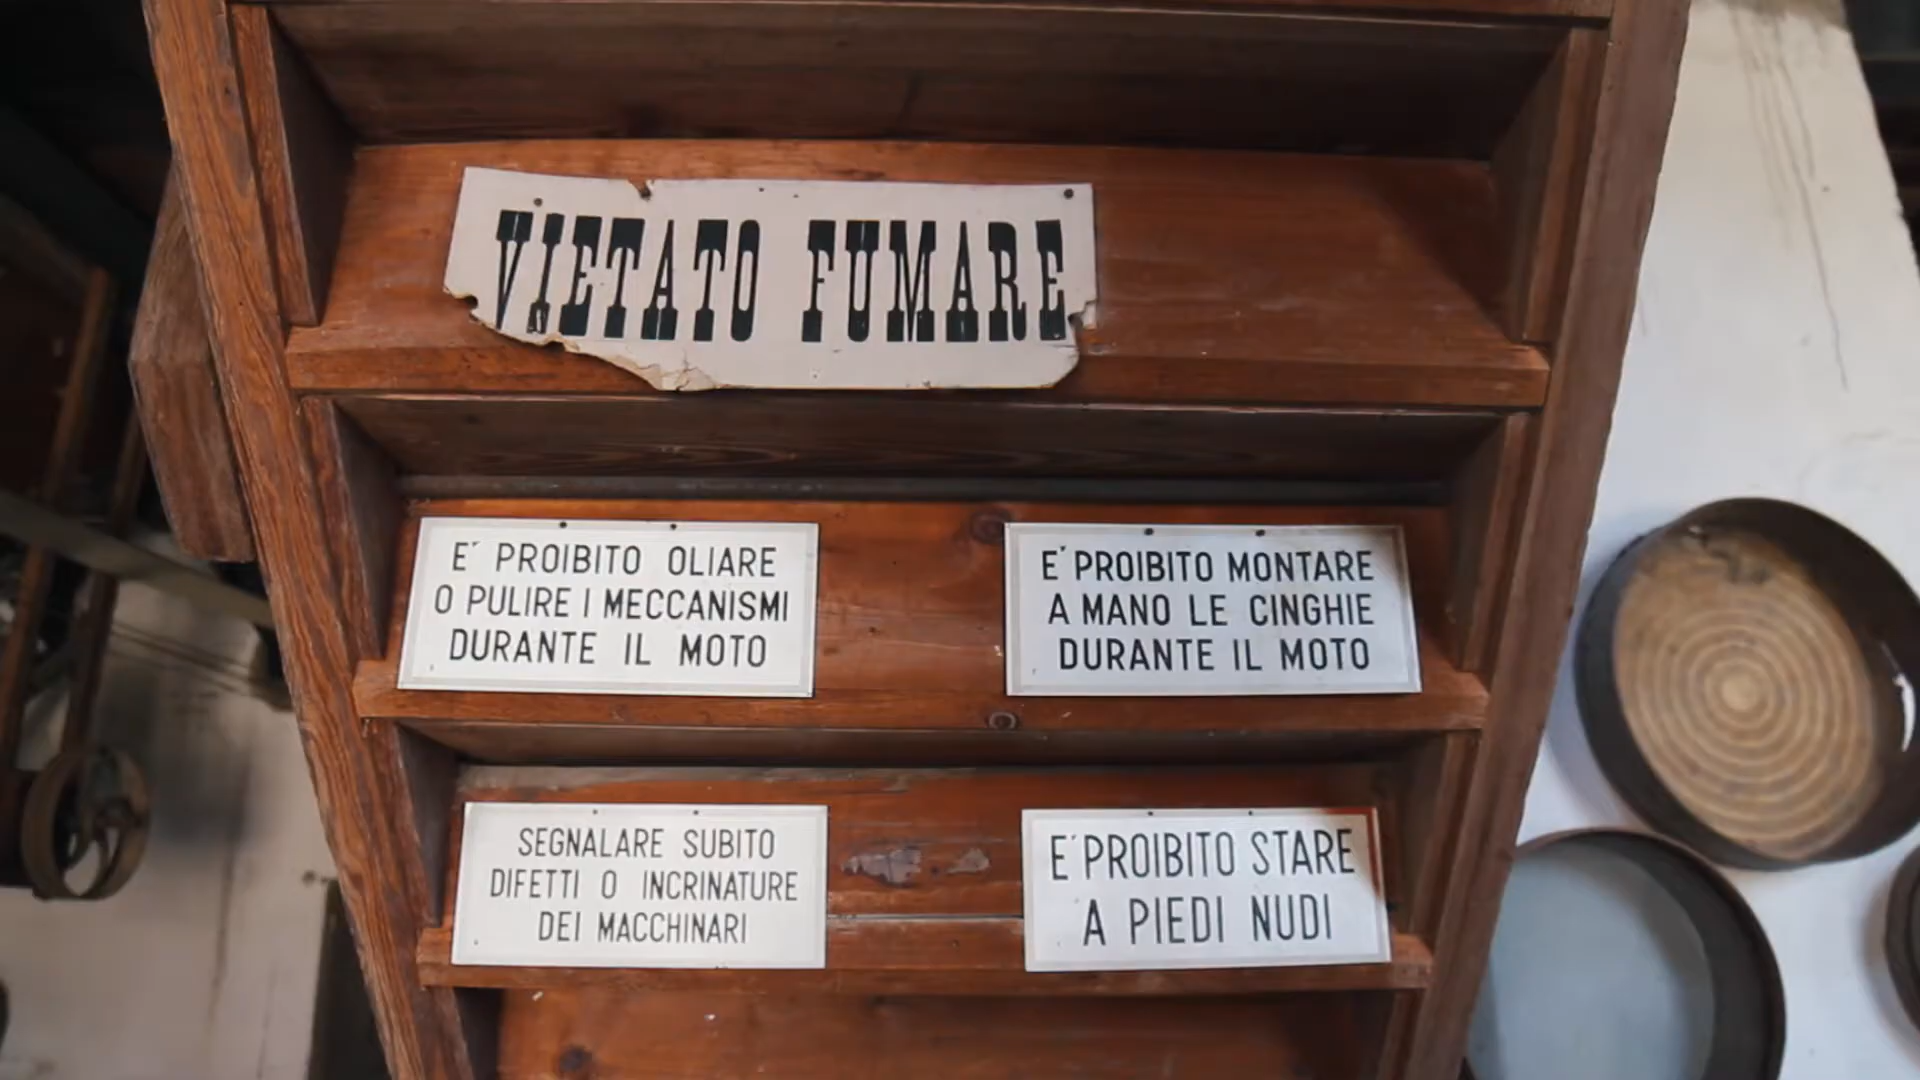 VIETATO FUMARE
E´ PROIBITO OLIARE
O PULIRE I MECCANISMI
DURANTE IL MOTO
E´ PROIBITO MONTARE
A MANO LE CINGHIE
DURANTE IL MOTO
SEGNALARE SUBITO
DIFETTI O INCRINATURE
DEI MACCHINARI
E´ PROIBITO STARE
A PIEDI NUDI